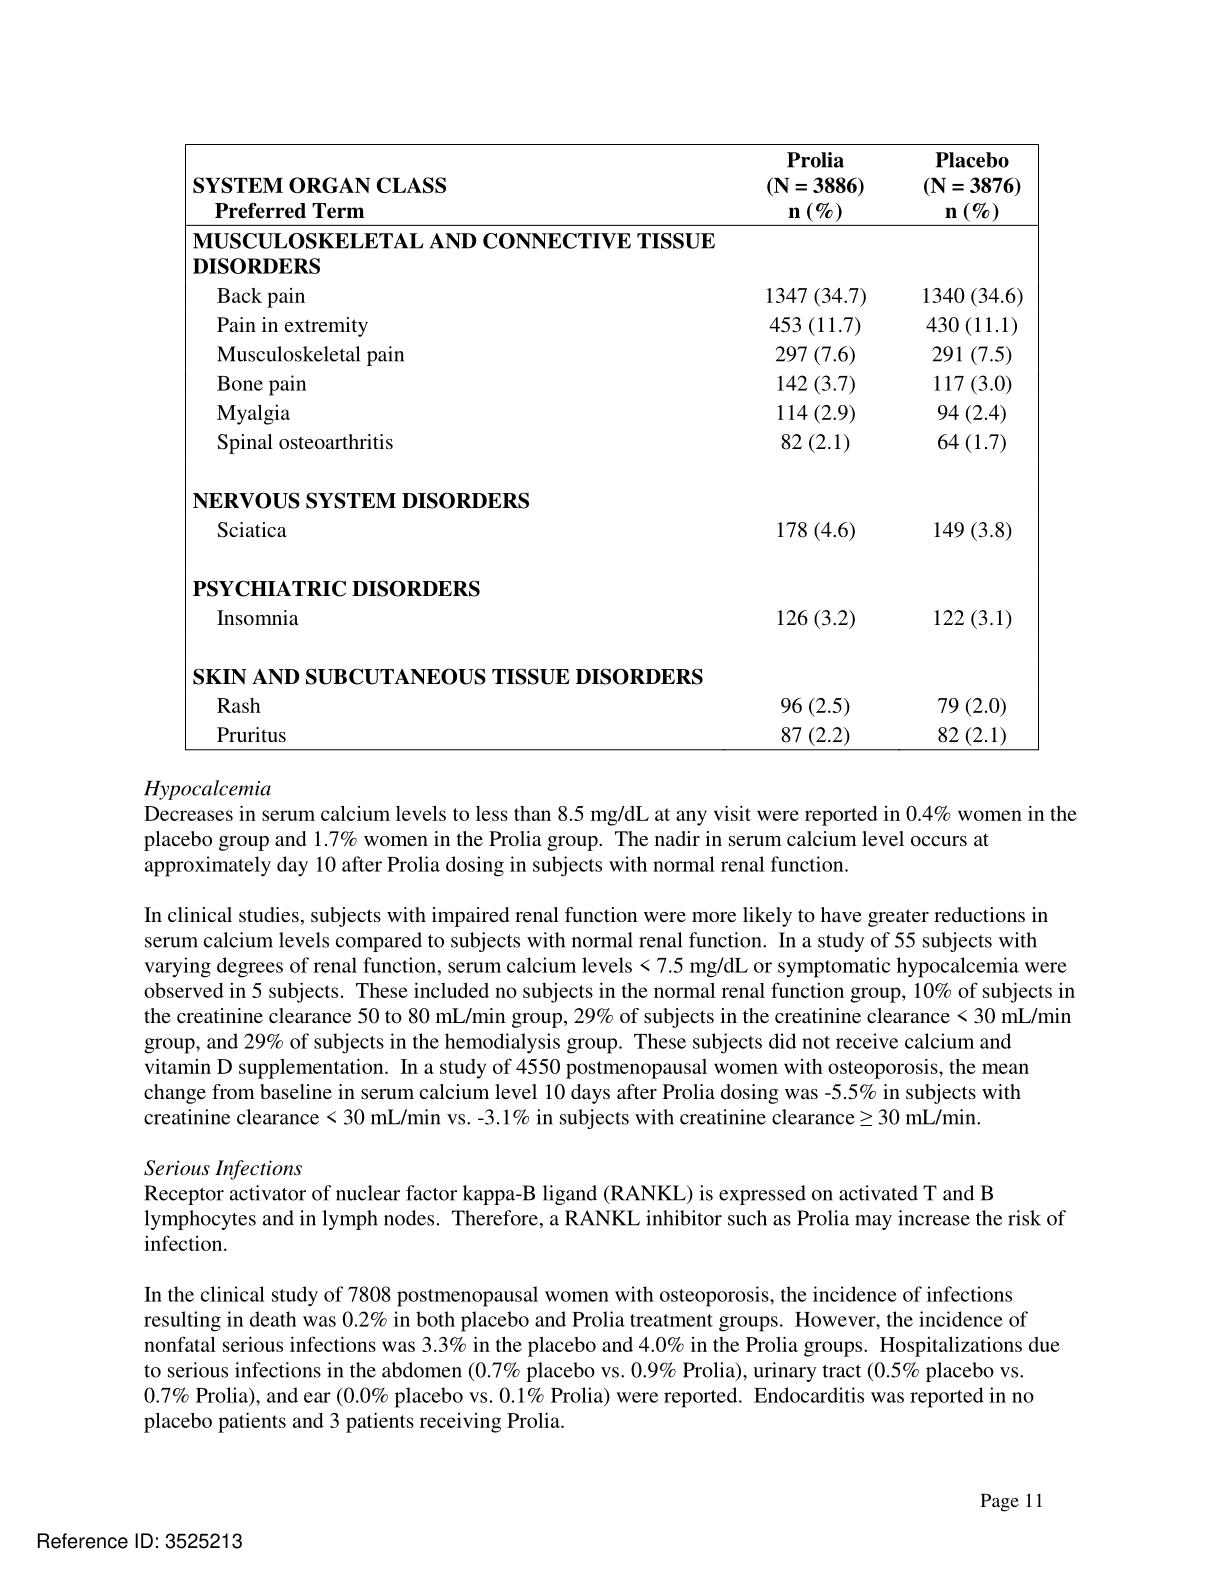 Prolia Placebo
SYSTEM ORGAN CLASS (N = 3886) (N = 3876)
Preferred Term n (%) n (%)
MUSCULOSKELETAL AND CONNECTIVE TISSUE
DISORDERS
Back pain 1347 (34.7) 1340 (34.6)
Pain in extremity 453 (11.7) 430 (11.1)
Musculoskeletal pain 297 (7.6) 291 (7.5)
Bone pain 142 (3.7) 117 (3.0)
Myalgia 114 (2.9) 94 (2.4)
Spinal osteoarthritis 82 (2.1) 64 (1.7)
NERVOUS SYSTEM DISORDERS
Sciatica 178 (4.6) 149 (3.8)
PSYCHIATRIC DISORDERS
Insomnia 126 (3.2) 122 (3.1)
SKIN AND SUBCUTANEOUS TISSUE DISORDERS
Rash 96 (2.5) 79 (2.0)
Pruritus 87 (2.2) 82 (2.1)
Hypocalcemia
Decreases in serum calcium levels to less than 8.5 mg/dL at any visit were reported in 0.4% women in the
placebo group and 1.7% women in the Prolia group. The nadir in serum calcium level occurs at
approximately day 10 after Prolia dosing in subjects with normal renal function.
In clinical studies, subjects with impaired renal function were more likely to have greater reductions in
serum calcium levels compared to subjects with normal renal function. In a study of 55 subjects with
varying degrees of renal function, serum calcium levels < 7.5 mg/dL or symptomatic hypocalcemia were
observed in 5 subjects. These included no subjects in the normal renal function group, 10% of subjects in
the creatinine clearance 50 to 80 mL/min group, 29% of subjects in the creatinine clearance < 30 mL/min
group, and 29% of subjects in the hemodialysis group. These subjects did not receive calcium and
vitamin D supplementation. In a study of 4550 postmenopausal women with osteoporosis, the mean
change from baseline in serum calcium level 10 days after Prolia dosing was -5.5% in subjects with
creatinine clearance < 30 mL/min vs. -3.1% in subjects with creatinine clearance ≥ 30 mL/min.
Serious Infections
Receptor activator of nuclear factor kappa-B ligand (RANKL) is expressed on activated T and B
lymphocytes and in lymph nodes. Therefore, a RANKL inhibitor such as Prolia may increase the risk of
infection.
In the clinical study of 7808 postmenopausal women with osteoporosis, the incidence of infections
resulting in death was 0.2% in both placebo and Prolia treatment groups. However, the incidence of
nonfatal serious infections was 3.3% in the placebo and 4.0% in the Prolia groups. Hospitalizations due
to serious infections in the abdomen (0.7% placebo vs. 0.9% Prolia), urinary tract (0.5% placebo vs.
0.7% Prolia), and ear (0.0% placebo vs. 0.1% Prolia) were reported. Endocarditis was reported in no
placebo patients and 3 patients receiving Prolia.
Page 11
Reference ID: 3525213